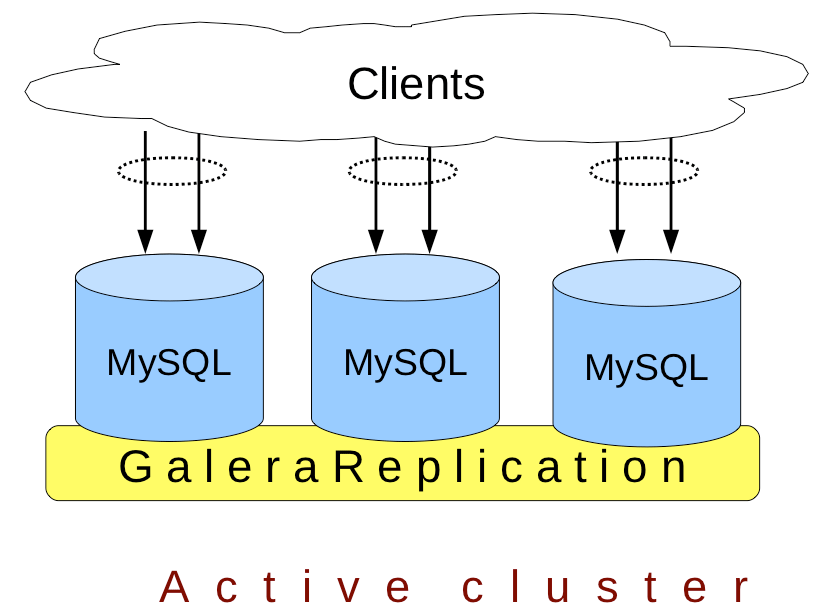 Clients
MySQL
MySQL
MySQL
GaleraReplication
Active cluster